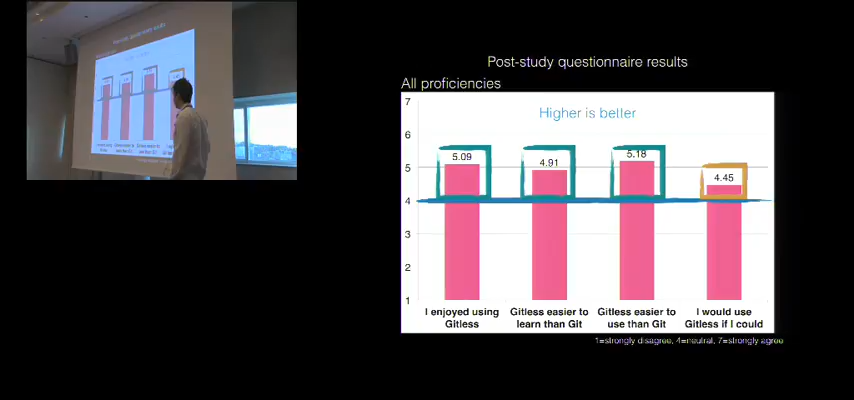 Post-study questionnaire results
All proficiencies
Higher is better
7
6
5
4
3
2
1
5.09
4.91
5.18
4.45
I enjoyed using
Gitless
Gitless easier to
learn than Git
Gitless easier to
use than Git
I would use
Gitless if I could
1=strongly disagree, 4=neutral, 7=strongly agree